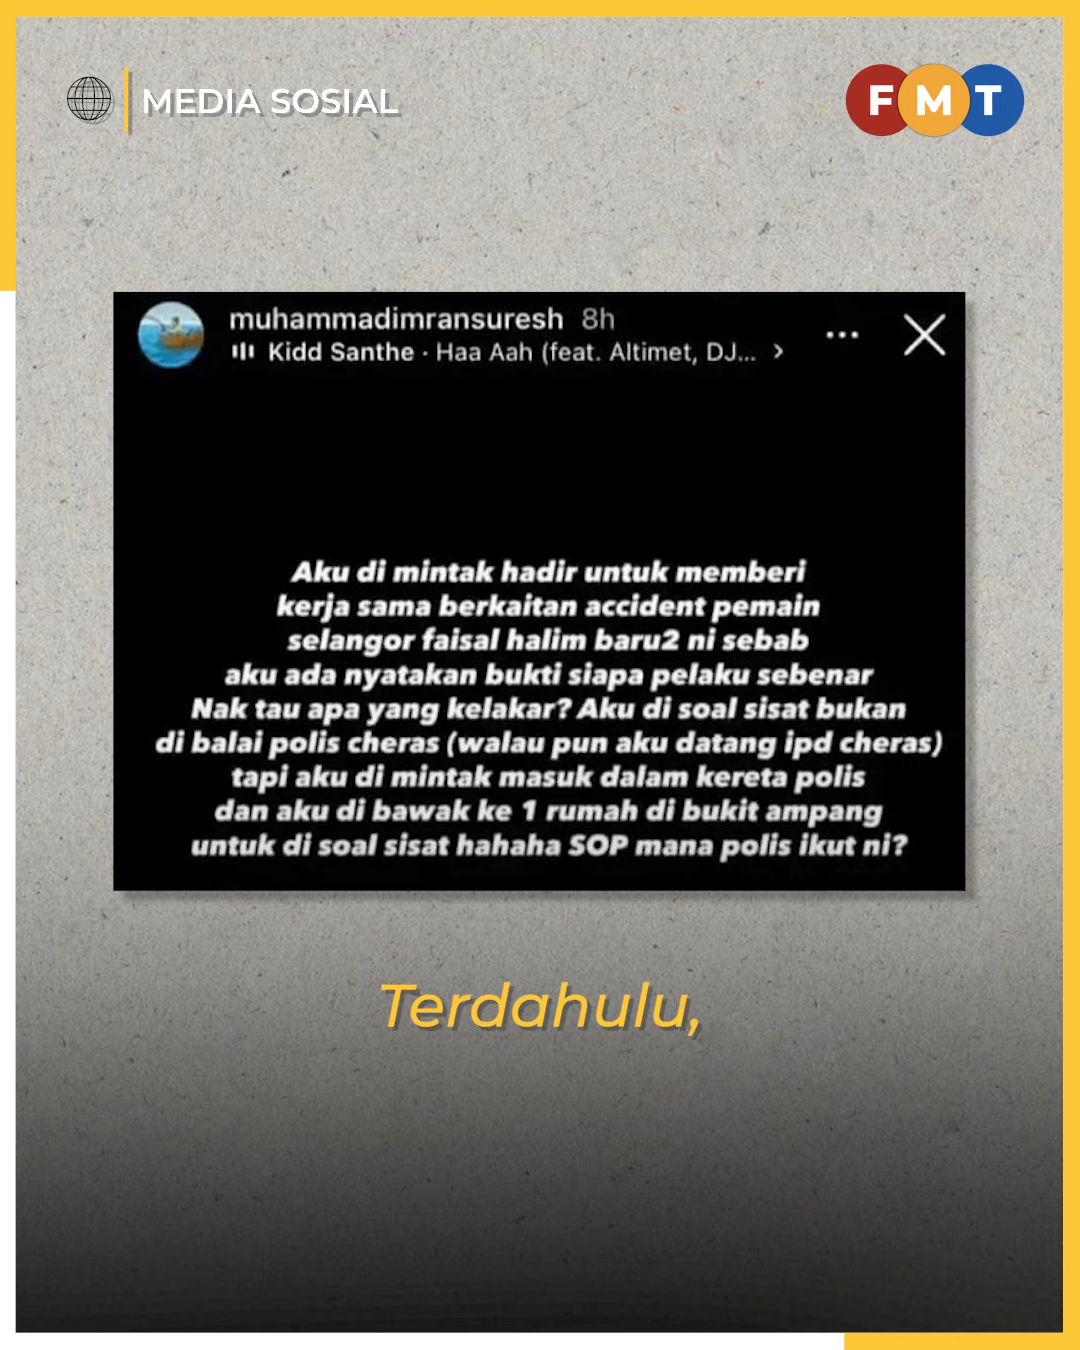 MEDIA SOSIAL
F M T
muhammadimransuresh 8h
Kidd Santhe · Haa Aah (feat. Altimet, DJ...
Aku di mintak hadir untuk memberi
kerja sama berkaitan accident pemain
selangor faisal halim baru2 ni sebab
aku ada nyatakan bukti siapa pelaku sebenar
Nak tau apa yang kelakar? Aku di soal sisat bukan
di balai polis cheras (walau pun aku datang ipd cheras)
tapi aku di mintak masuk dalam kereta polis
dan aku di bawak ke 1 rumah di bukit ampang
untuk di soal sisat hahaha SOP mana polis ikut ni?
Terdahulu,